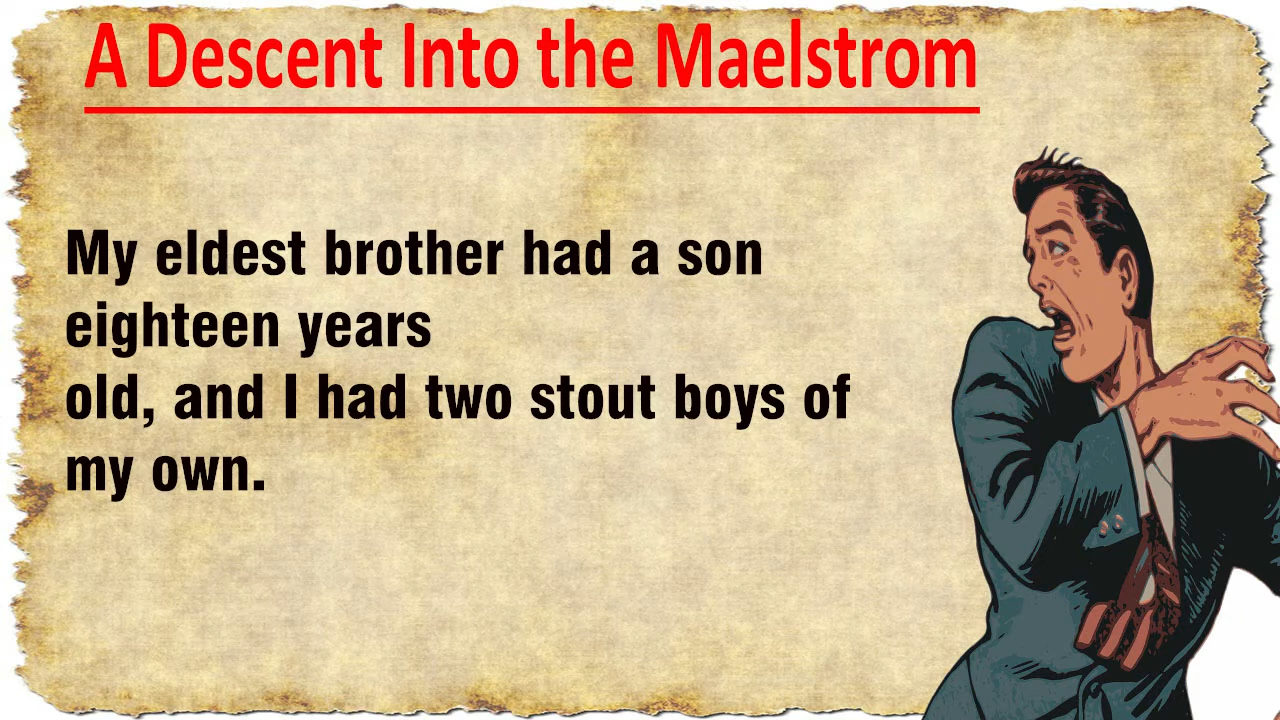 A Descent Into the Maelstrom
My eldest brother had a son
eighteen years
old, and I had two stout boys of
my own.